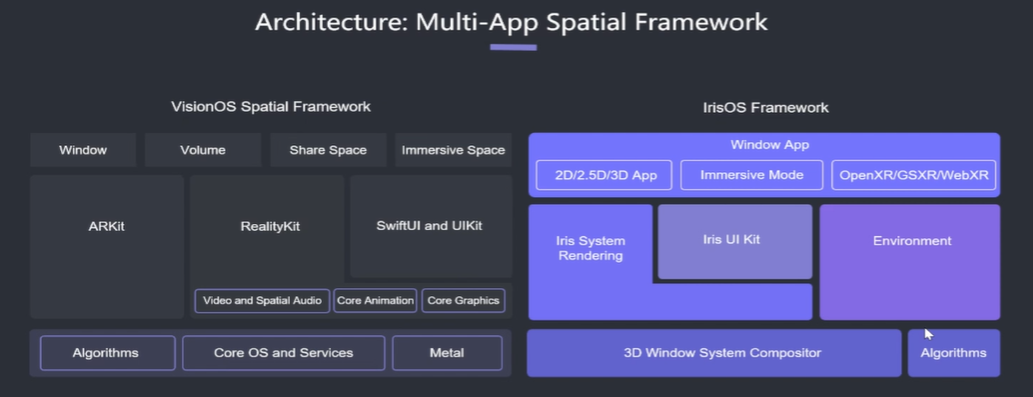 Architecture: Multi-App Spatial Framework
VisionOS Spatial Framework
Window
Volume
Share Space
Immersive Space
ARKit
RealityKit
SwiftUI and UIKit
Video and Spatial Audio
Core Animation
Core Graphics
Algorithms
Core OS and Services
Metal
IrisOS Framework
Window App
2D/2.5D/3D App
Immersive Mode
OpenXR/GSXR/WebXR
Iris System
Rendering
Iris UI Kit
Environment
3D Window System Compositor
Algorithms